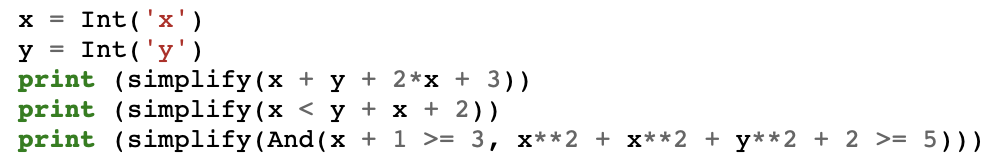 x = Int('x')
y = Int('y')
print (simplify(x + y + 2*x + 3))
print (simplify(x < y + x + 2))
print (simplify(And(x + 1 >= 3, x**2 + x**2 + y**2 + 2 >= 5)))